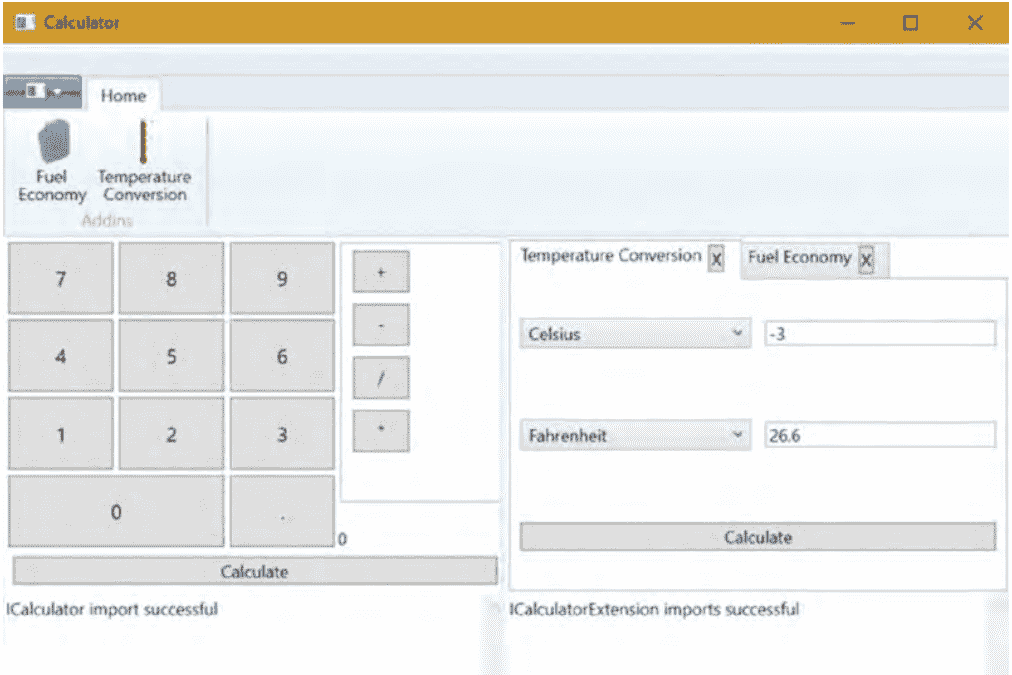 Calculator
Home
Fuel Economy
Temperature Conversion
Addins
7 8 9 +
-
4 5 6 /
1 2 3 *
0 .
0
Calculate
ICalculator import successful
Temperature Conversion x Fuel Economy x
Celsius -3
Fahrenheit 26.6
Calculate
ICalculatorExtension imports successful